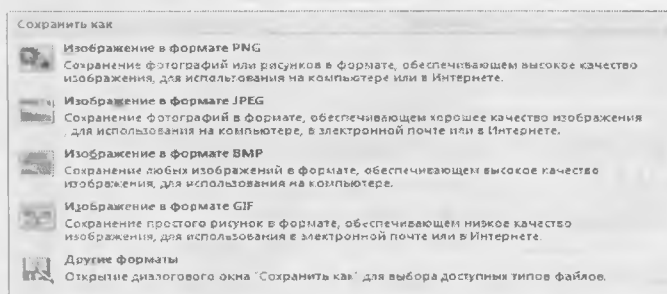 Сохранить как
Изображение в формате PNG
Сохранение фотографий или рисунков в формате, обеспечивающем высокое качество
изображения, для использования на компьютере или в Интернете.
Изображение в формате JPEG
Сохранение фотографий в формате, обеспечивающем хорошее качество изображения
, для использования на компьютере, в электронной почте или в Интернете.
Изображение в формате BMP
Сохранение любых изображений в формате, обеспечивающем высокое качество
изображения, для использования на компьютере.
Изображение в формате GIF
Сохранение простого рисунок в формате, обеспечивающем низкое качество
изображения, для использования в электронной почте или в Интернете.
Другие форматы
Открытие диалогового окна "Сохранить как" для выбора доступных типов файлов.